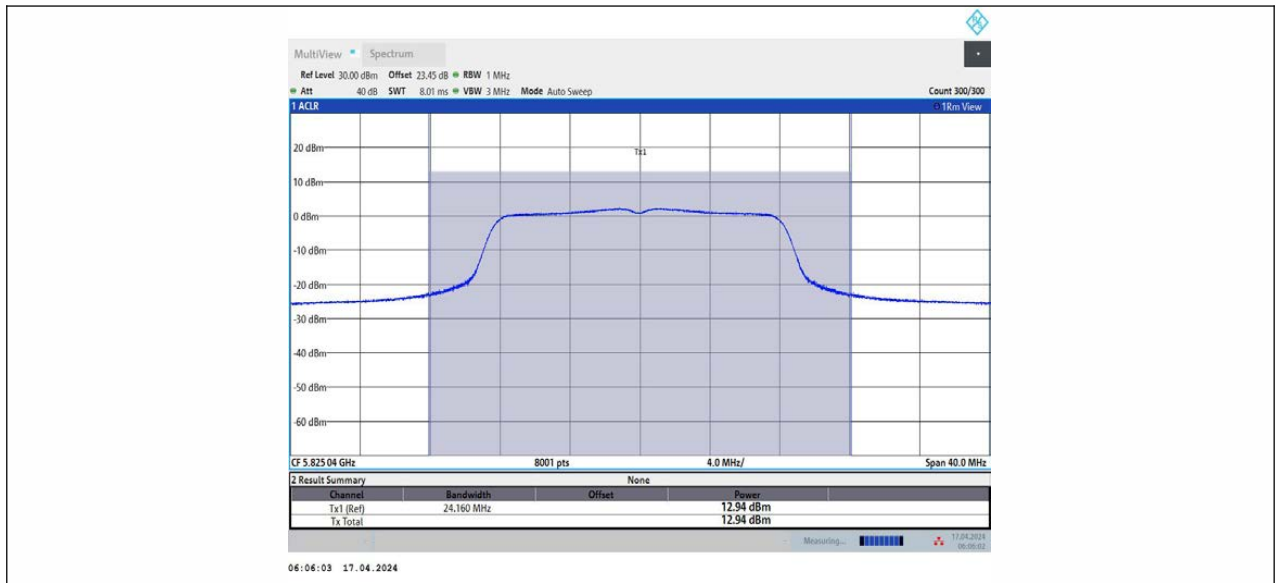 MultiView Spectrum
Ref Level 30.00 dBm Offset 23.45 dB RBW 1 MHz
Att 40 dB SWT 8.01 ms VBW 3 MHz Mode Auto Sweep Count 300/300
1 ACLR 1Rm View
20 dBm
Tx1
10 dBm
0 dBm
-10 dBm
-20 dBm
-30 dBm
-40 dBm
-50 dBm
-60 dBm
CF 5.825 04 GHz 8001 pts 4.0 MHz/ Span 40.0 MHz
2 Result Summary None
Channel Bandwidth Offset Power
Tx1 (Ref) 24.160 MHz 12.94 dBm
Tx Total 12.94 dBm
Measuring... 17.04.2024
06:06:02
06:06:03 17.04.2024